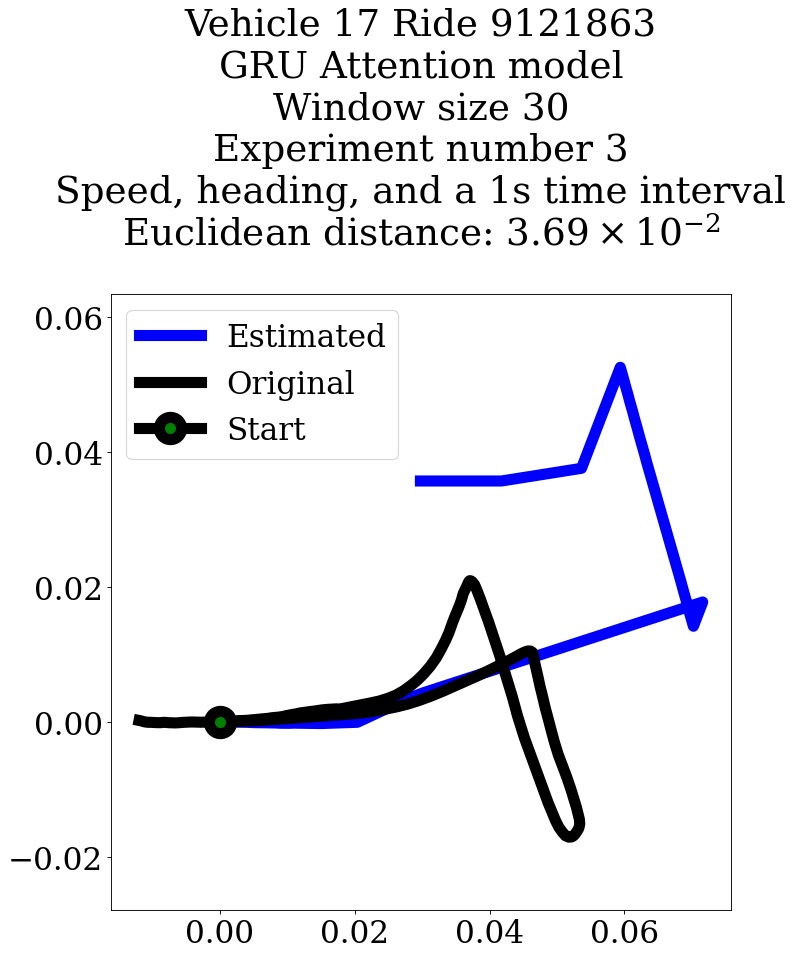 Vehicle 17 Ride 9121863
GRU Attention model
Window size 30
Experiment number 3
Speed, heading, and a 1s time interval
Euclidean distance: 3.69 × 10⁻²
0.06
Estimated
Original
Start
0.04
0.02
0.00
−0.02
0.00 0.02 0.04 0.06